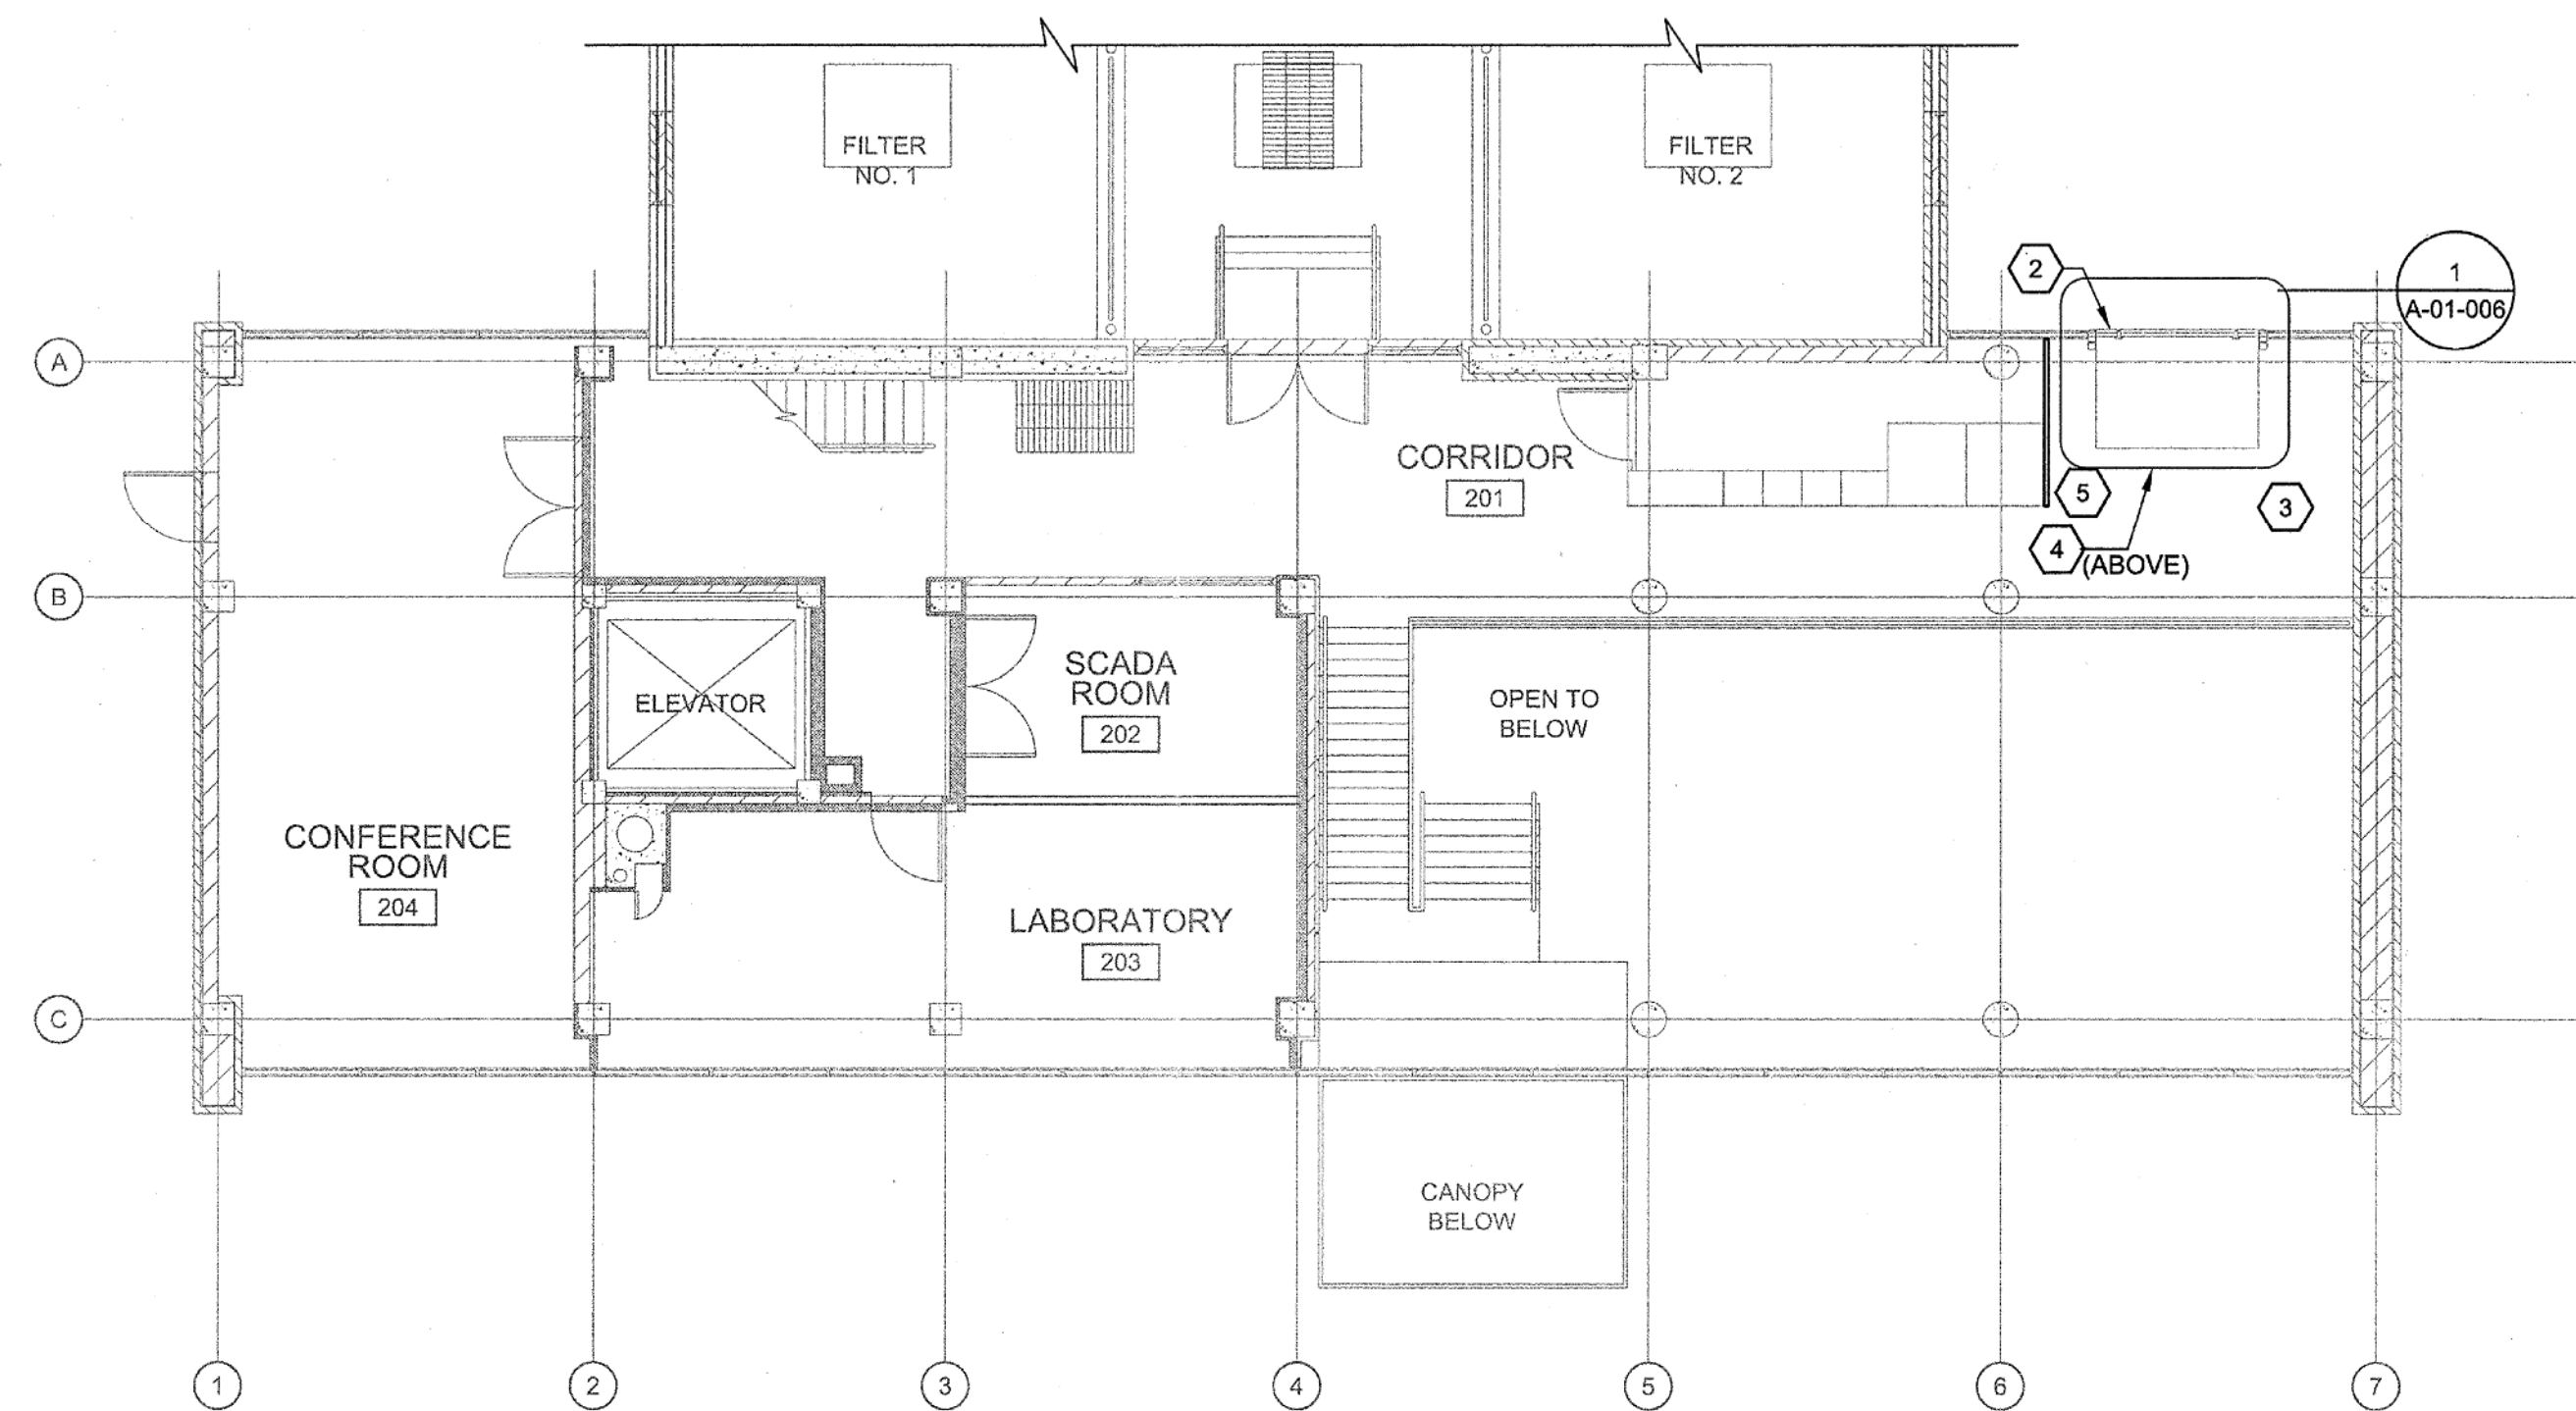 FILTER
NO. 1
FILTER
NO. 2
2
1
A-01-006
A
CORRIDOR
201
5
3
4
(ABOVE)
B
ELEVATOR
SCADA
ROOM
202
OPEN TO
BELOW
CONFERENCE
ROOM
204
LABORATORY
203
C
CANOPY
BELOW
1
2
3
4
5
6
7